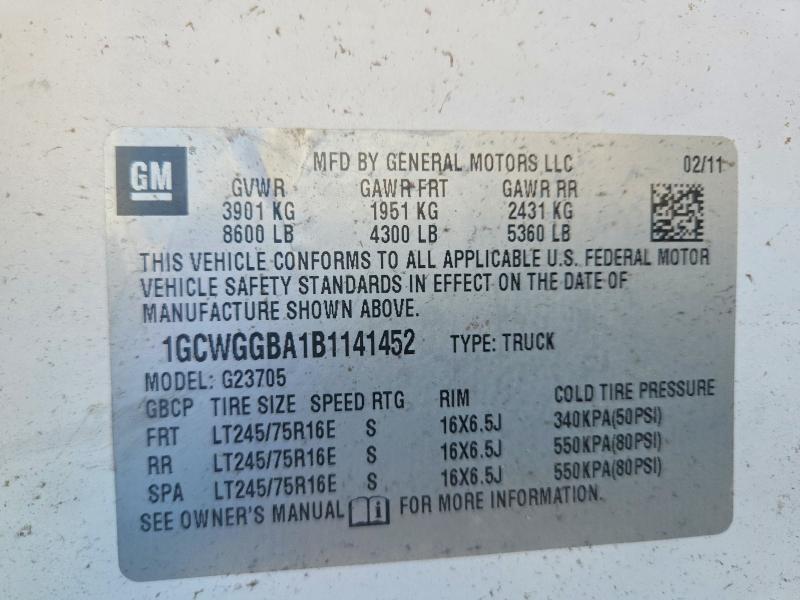 GM MFD BY GENERAL MOTORS LLC 02/11
GVWR GAWR FRT GAWR RR
3901 KG 1951 KG 2431 KG
8600 LB 4300 LB 5360 LB
THIS VEHICLE CONFORMS TO ALL APPLICABLE U.S. FEDERAL MOTOR
VEHICLE SAFETY STANDARDS IN EFFECT ON THE DATE OF
MANUFACTURE SHOWN ABOVE.
1GCWGGBA1B1141452 TYPE: TRUCK
MODEL: G23705
GBCP TIRE SIZE SPEED RTG RIM COLD TIRE PRESSURE
FRT LT245/75R16E S 16X6.5J 340KPA(50PSI)
RR LT245/75R16E S 16X6.5J 550KPA(80PSI)
SPA LT245/75R16E S 16X6.5J 550KPA(80PSI)
SEE OWNER'S MANUAL FOR MORE INFORMATION.